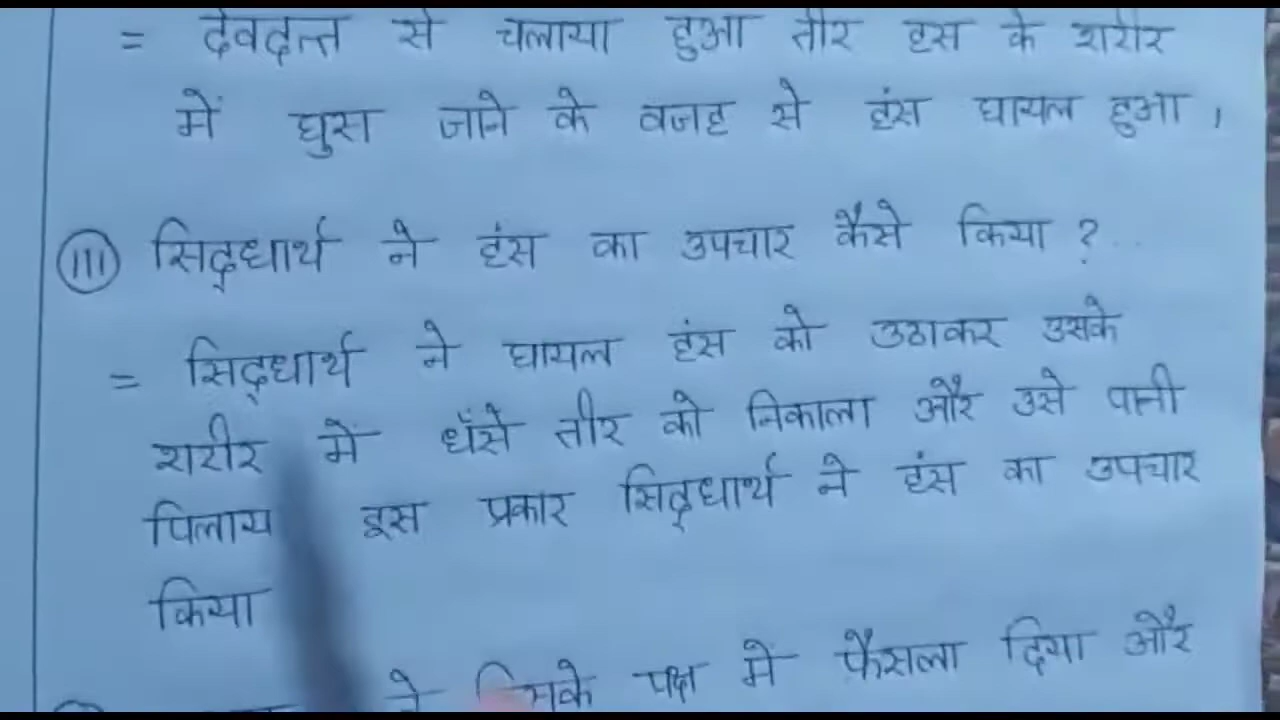 = देवदत्त से चलाया हुआ तीर हंस के शरीर
में घुस जाने के वजह से हंस घायल हुआ ,
(III) सिद्धार्थ ने हंस का उपचार कैसे किया ?
= सिद्धार्थ ने घायल हंस को उठाकर उसके
शरीर में धँसे तीर को निकाला और उसे पानी
पिलाय इस प्रकार सिद्धार्थ ने हंस का उपचार
किया
ने के पक्ष में फैसला दिया और